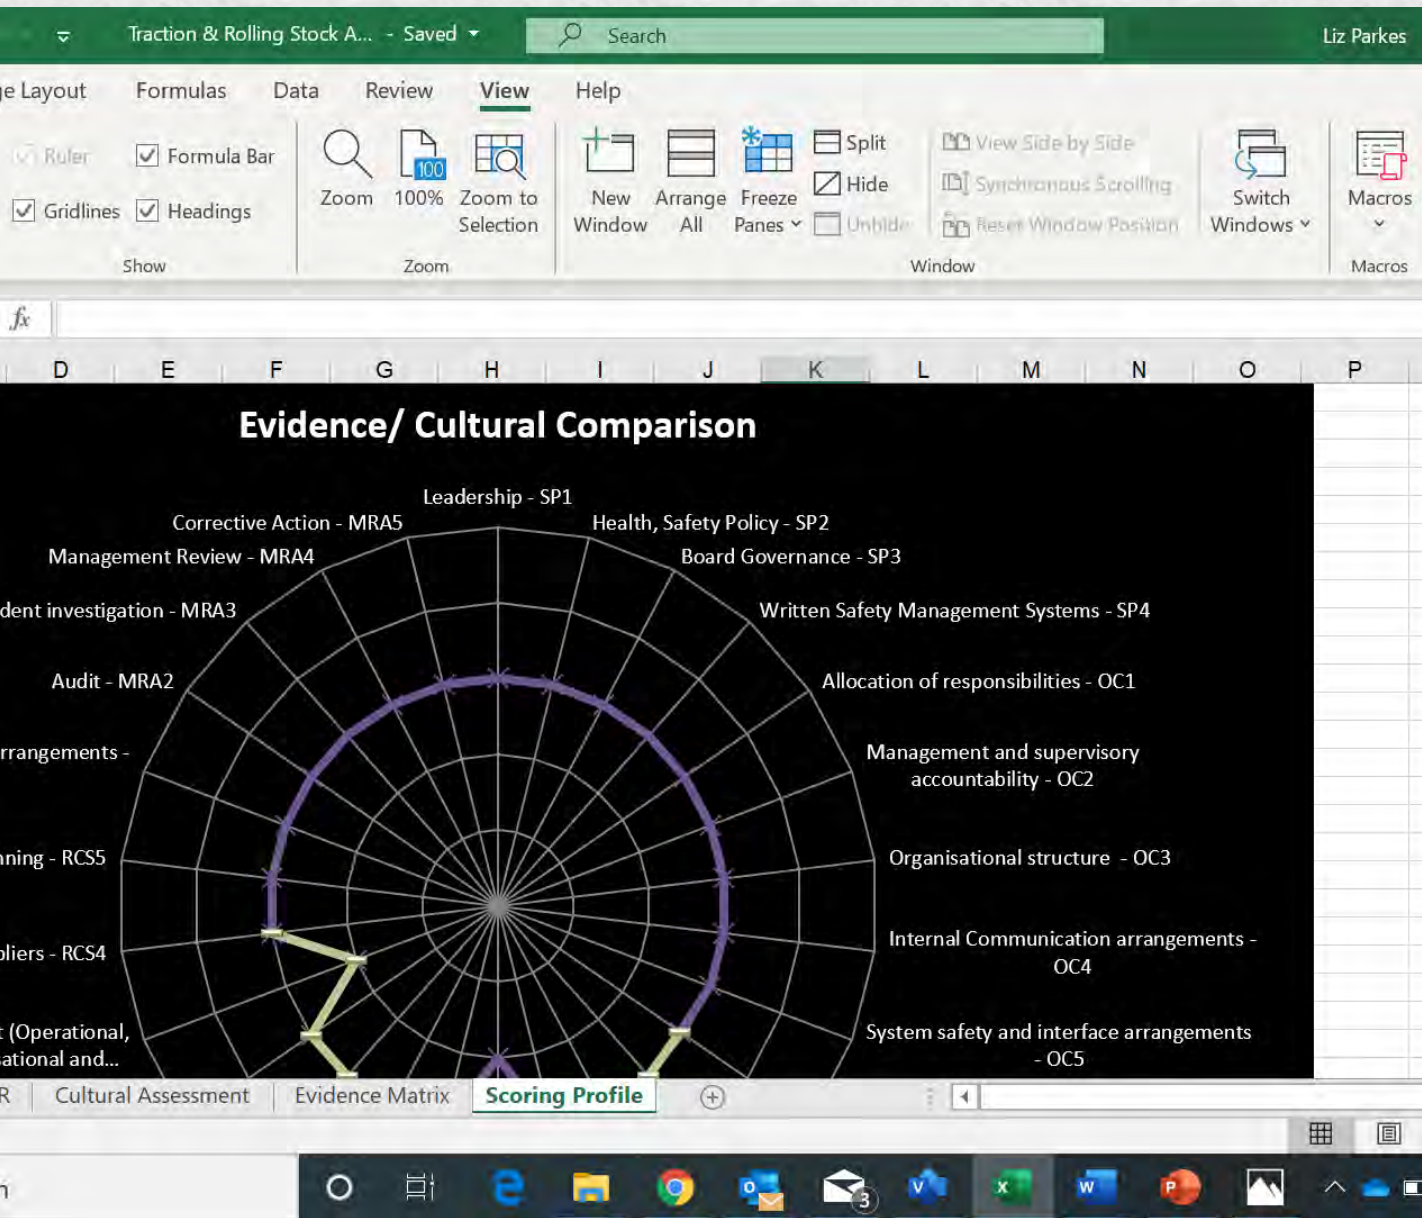 Traction & Rolling Stock A... - Saved
Search
Liz Parkes
ge Layout Formulas Data Review View Help
Ruler Formula Bar
Gridlines Headings
Show
Zoom 100% Zoom to
Selection
Zoom
New
Window
Arrange
All
Freeze
Panes
Split
Hide
Unhide
View Side by Side
Synchronous Scrolling
Reset Window Position
Window
Switch
Windows
Macros
Macros
fx
D E F G H I J K L M N O P
Evidence/ Cultural Comparison
Leadership - SP1
Corrective Action - MRA5
Health, Safety Policy - SP2
Management Review - MRA4
Board Governance - SP3
dent investigation - MRA3
Written Safety Management Systems - SP4
Audit - MRA2
Allocation of responsibilities - OC1
rrangements -
Management and supervisory
accountability - OC2
nning - RCS5
Organisational structure - OC3
pliers - RCS4
Internal Communication arrangements -
OC4
t (Operational,
sational and...
System safety and interface arrangements
- OC5
R Cultural Assessment Evidence Matrix Scoring Profile
3